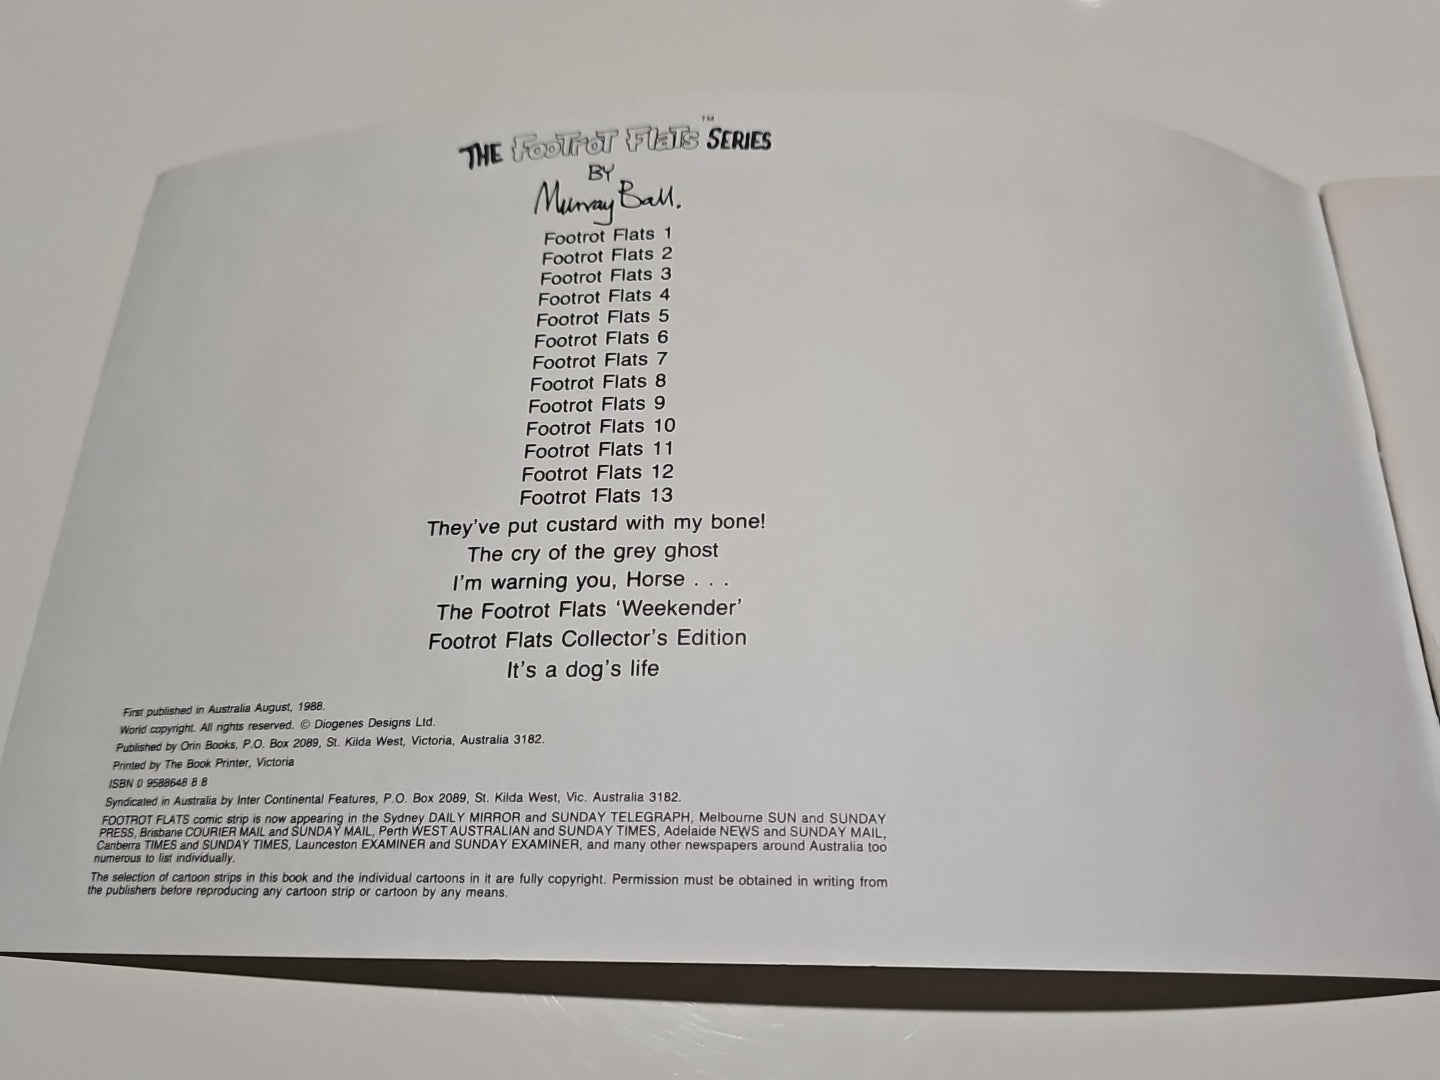 THE FOOTROT FLATS™ SERIES
BY
Murray Ball.
Footrot Flats 1
Footrot Flats 2
Footrot Flats 3
Footrot Flats 4
Footrot Flats 5
Footrot Flats 6
Footrot Flats 7
Footrot Flats 8
Footrot Flats 9
Footrot Flats 10
Footrot Flats 11
Footrot Flats 12
Footrot Flats 13
They've put custard with my bone!
The cry of the grey ghost
I'm warning you, Horse . . .
The Footrot Flats 'Weekender'
Footrot Flats Collector's Edition
It's a dog's life
First published in Australia August, 1988.
World copyright. All rights reserved. © Diogenes Designs Ltd.
Published by Orin Books, P.O. Box 2089, St. Kilda West, Victoria, Australia 3182.
Printed by The Book Printer, Victoria
ISBN 0 9588648 8 8
Syndicated in Australia by Inter Continental Features, P.O. Box 2089, St. Kilda West, Vic. Australia 3182.
FOOTROT FLATS comic strip is now appearing in the Sydney DAILY MIRROR and SUNDAY TELEGRAPH, Melbourne SUN and SUNDAY
PRESS, Brisbane COURIER MAIL and SUNDAY MAIL, Perth WEST AUSTRALIAN and SUNDAY TIMES, Adelaide NEWS and SUNDAY MAIL,
Canberra TIMES and SUNDAY TIMES, Launceston EXAMINER and SUNDAY EXAMINER, and many other newspapers around Australia too
numerous to list individually.
The selection of cartoon strips in this book and the individual cartoons in it are fully copyright. Permission must be obtained in writing from
the publishers before reproducing any cartoon strip or cartoon by any means.